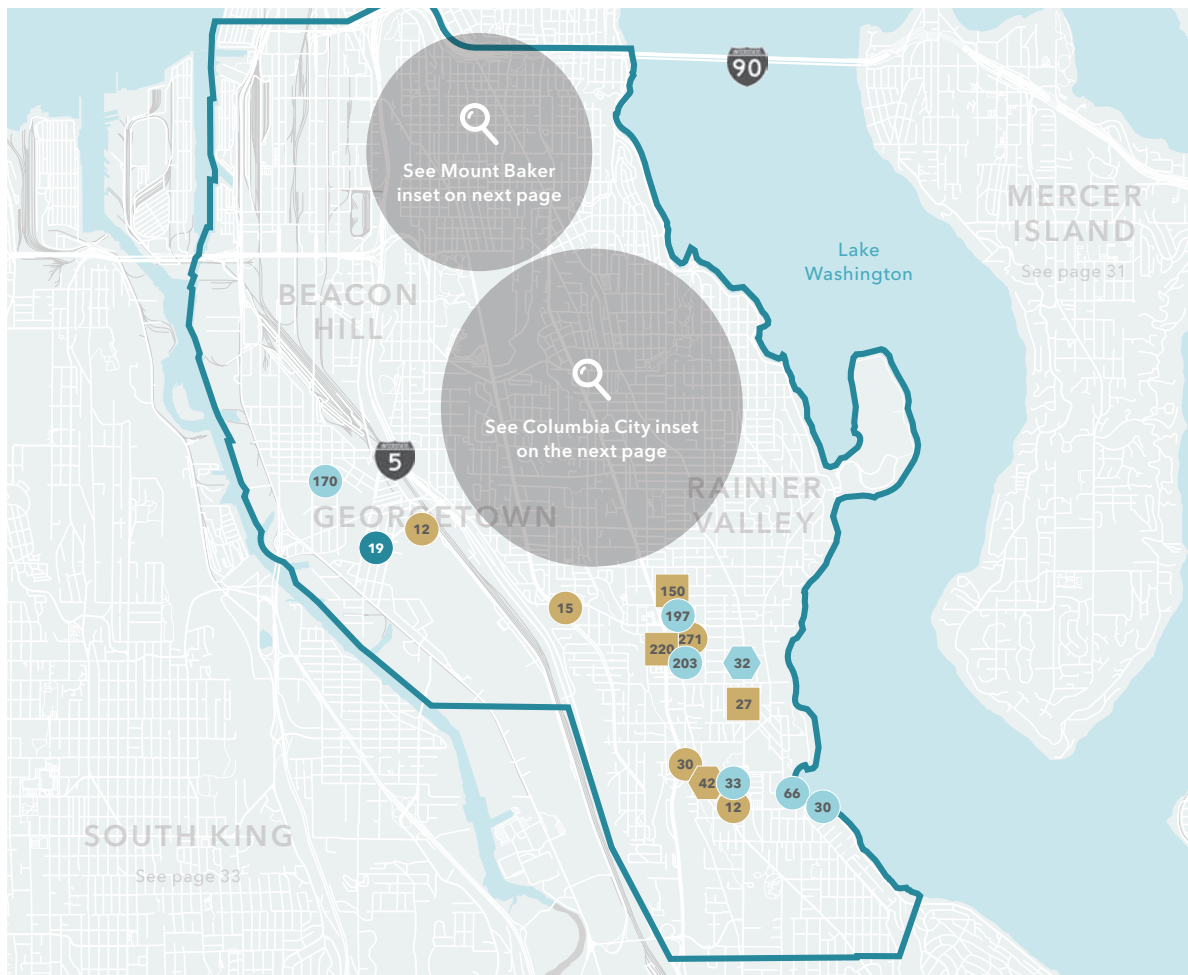 INTERSTATE
90
See Mount Baker
inset on next page
MERCER
ISLAND
See page 31
Lake
Washington
BEACON
HILL
See Columbia City inset
on the next page
INTERSTATE
5
170
RAINIER
VALLEY
GEORGETOWN
12
19
150
15
197
271
220
203
32
27
30
42
33
66
12
30
SOUTH KING
See page 33